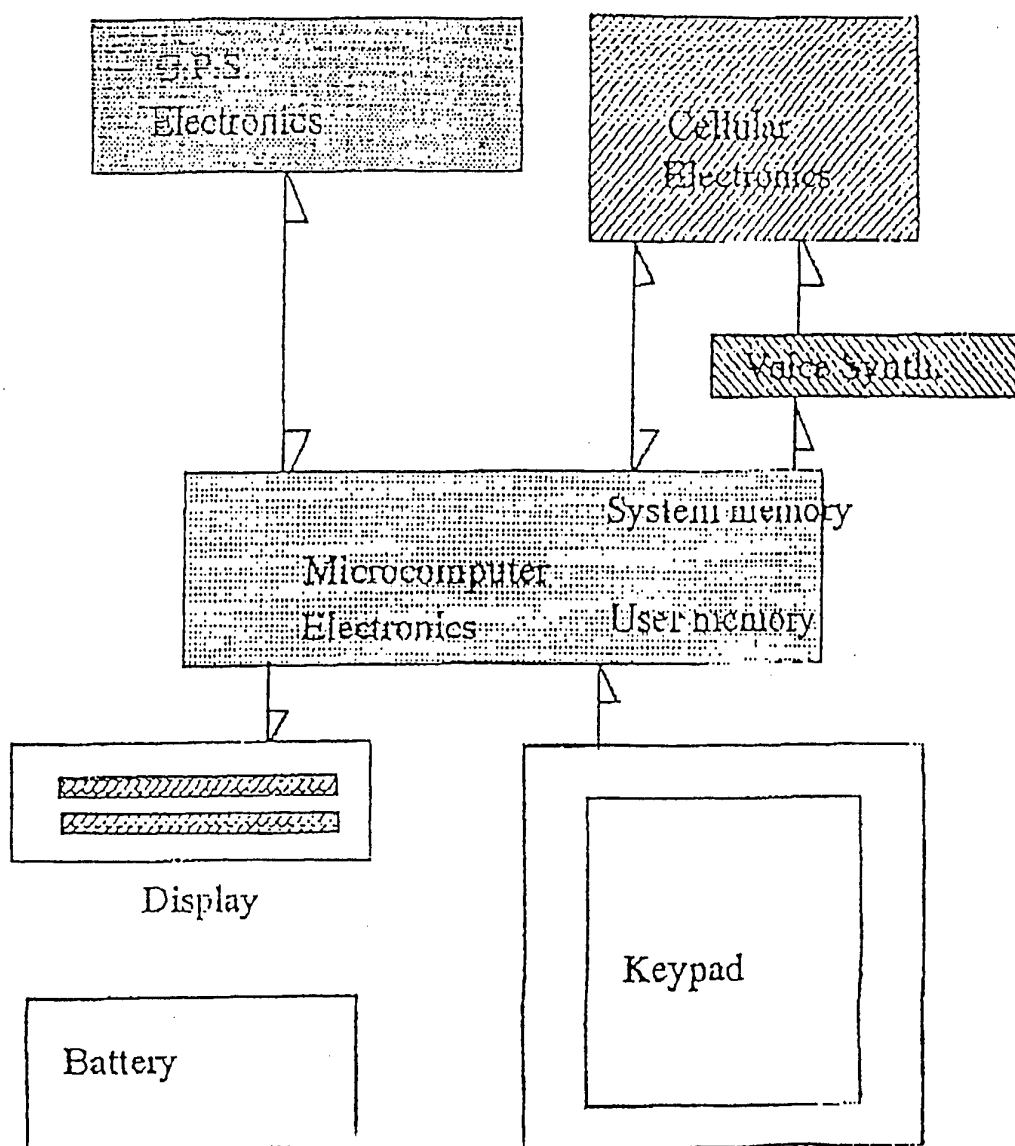 G.P.S.
Electronics
Cellular
Electronics
Voice Synth.
System memory
Microcomputer
Electronics
User memory
Display
Keypad
Battery